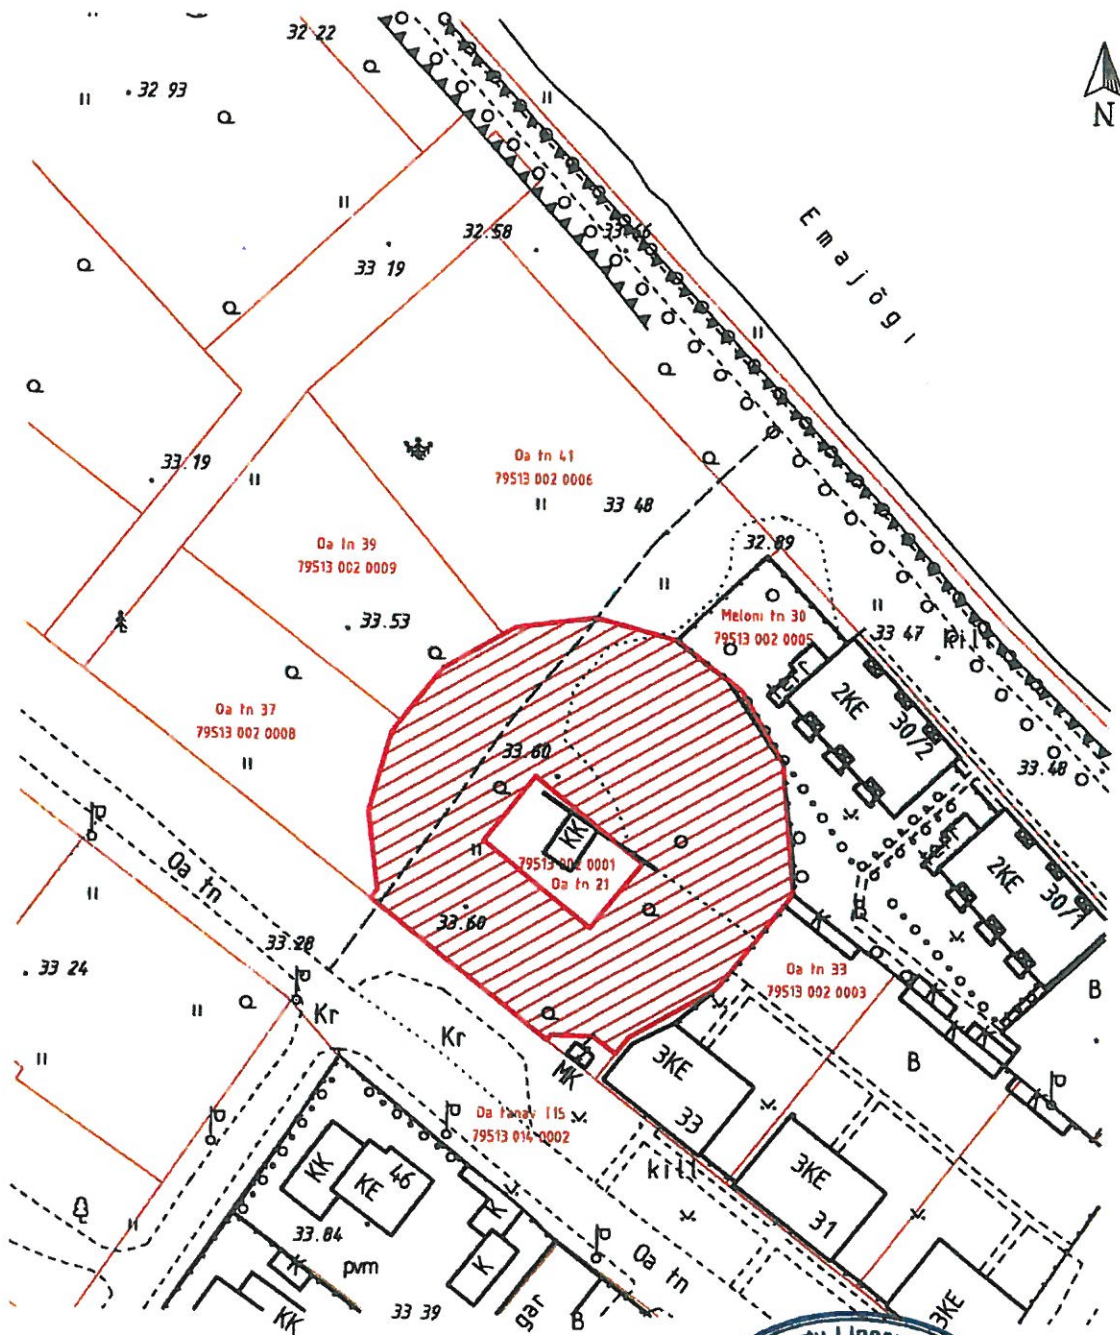 32 22
32 93
N
Emajõgi
33 19
32.58
33.19
Oa tn 41
79513 002 0006
33 48
Oa tn 39
79513 002 0009
32.89
33.53
Meloni tn 30
79513 002 0005
33 47
kill
Oa tn 37
79513 002 0008
2KE
30/2
33.60
33.48
KK
79513 002 0001
Oa tn 21
2KE
30/1
Oa tn
33.60
K
33.28
33 24
Oa tn 33
79513 002 0003
K
B
K
K
Kr
Kr
B
MK
3KE
33
Oa tänav T15
79513 014 0002
kill
3KE
31
KK
KE
46
K
33.84
K
pvm
K
Oa tn
KK
33 39
gar
B
3KE